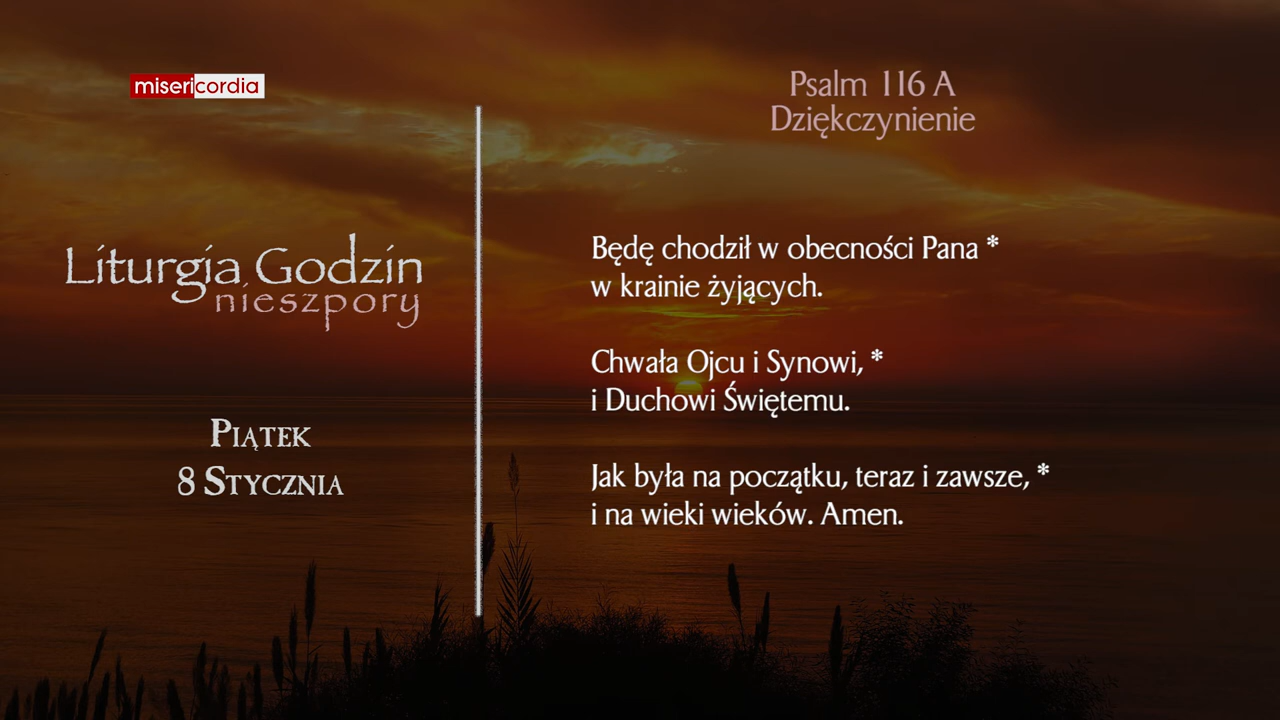 misericordia
Liturgia Godzin
nieszpory
Piątek
8 Stycznia
Psalm 116 A
Dziękczynienie
Będę chodził w obecności Pana *
w krainie żyjących.
Chwała Ojcu i Synowi, *
i Duchowi Świętemu.
Jak była na początku, teraz i zawsze, *
i na wieki wieków. Amen.